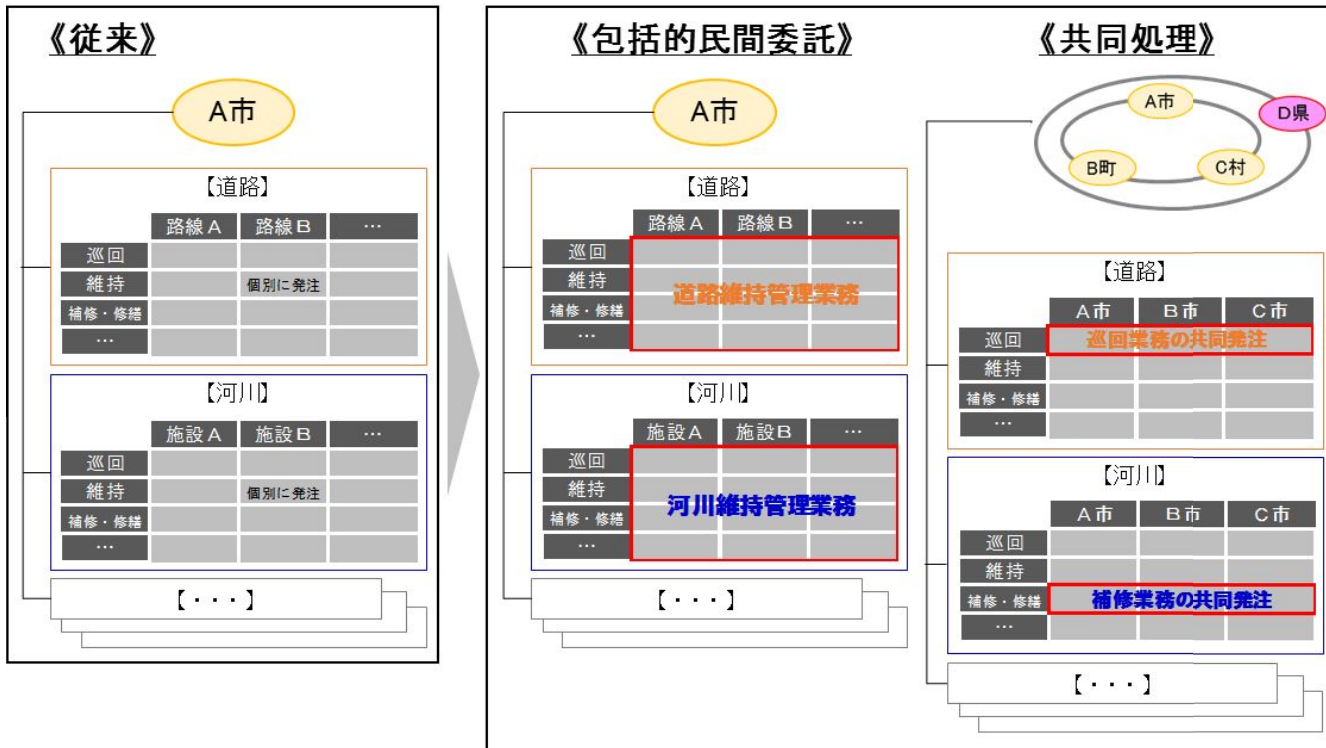 《従来》
A市
【道路】
路線A 路線B …
巡回
維持 個別に発注
補修・修繕
…
【河川】
施設A 施設B …
巡回
維持 個別に発注
補修・修繕
…
【・・・】
《包括的民間委託》
A市
【道路】
路線A 路線B …
巡回
維持
道路維持管理業務
補修・修繕
…
【河川】
施設A 施設B …
巡回
維持
河川維持管理業務
補修・修繕
…
【・・・】
《共同処理》
A市
D県
B町 C村
【道路】
A市 B市 C市
巡回 巡回業務の共同発注
維持
補修・修繕
…
【河川】
A市 B市 C市
巡回
維持
補修・修繕 補修業務の共同発注
…
【・・・】